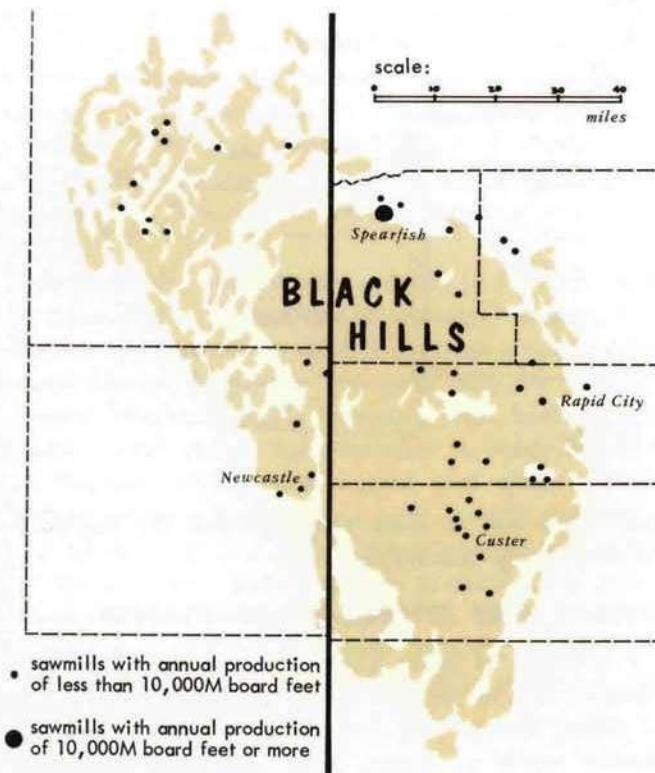 scale:
0 10 20 30 40
miles
Spearfish
BLACK
HILLS
Rapid City
Newcastle
Custer
sawmills with annual production
of less than 10,000M board feet
sawmills with annual production
of 10,000M board feet or more